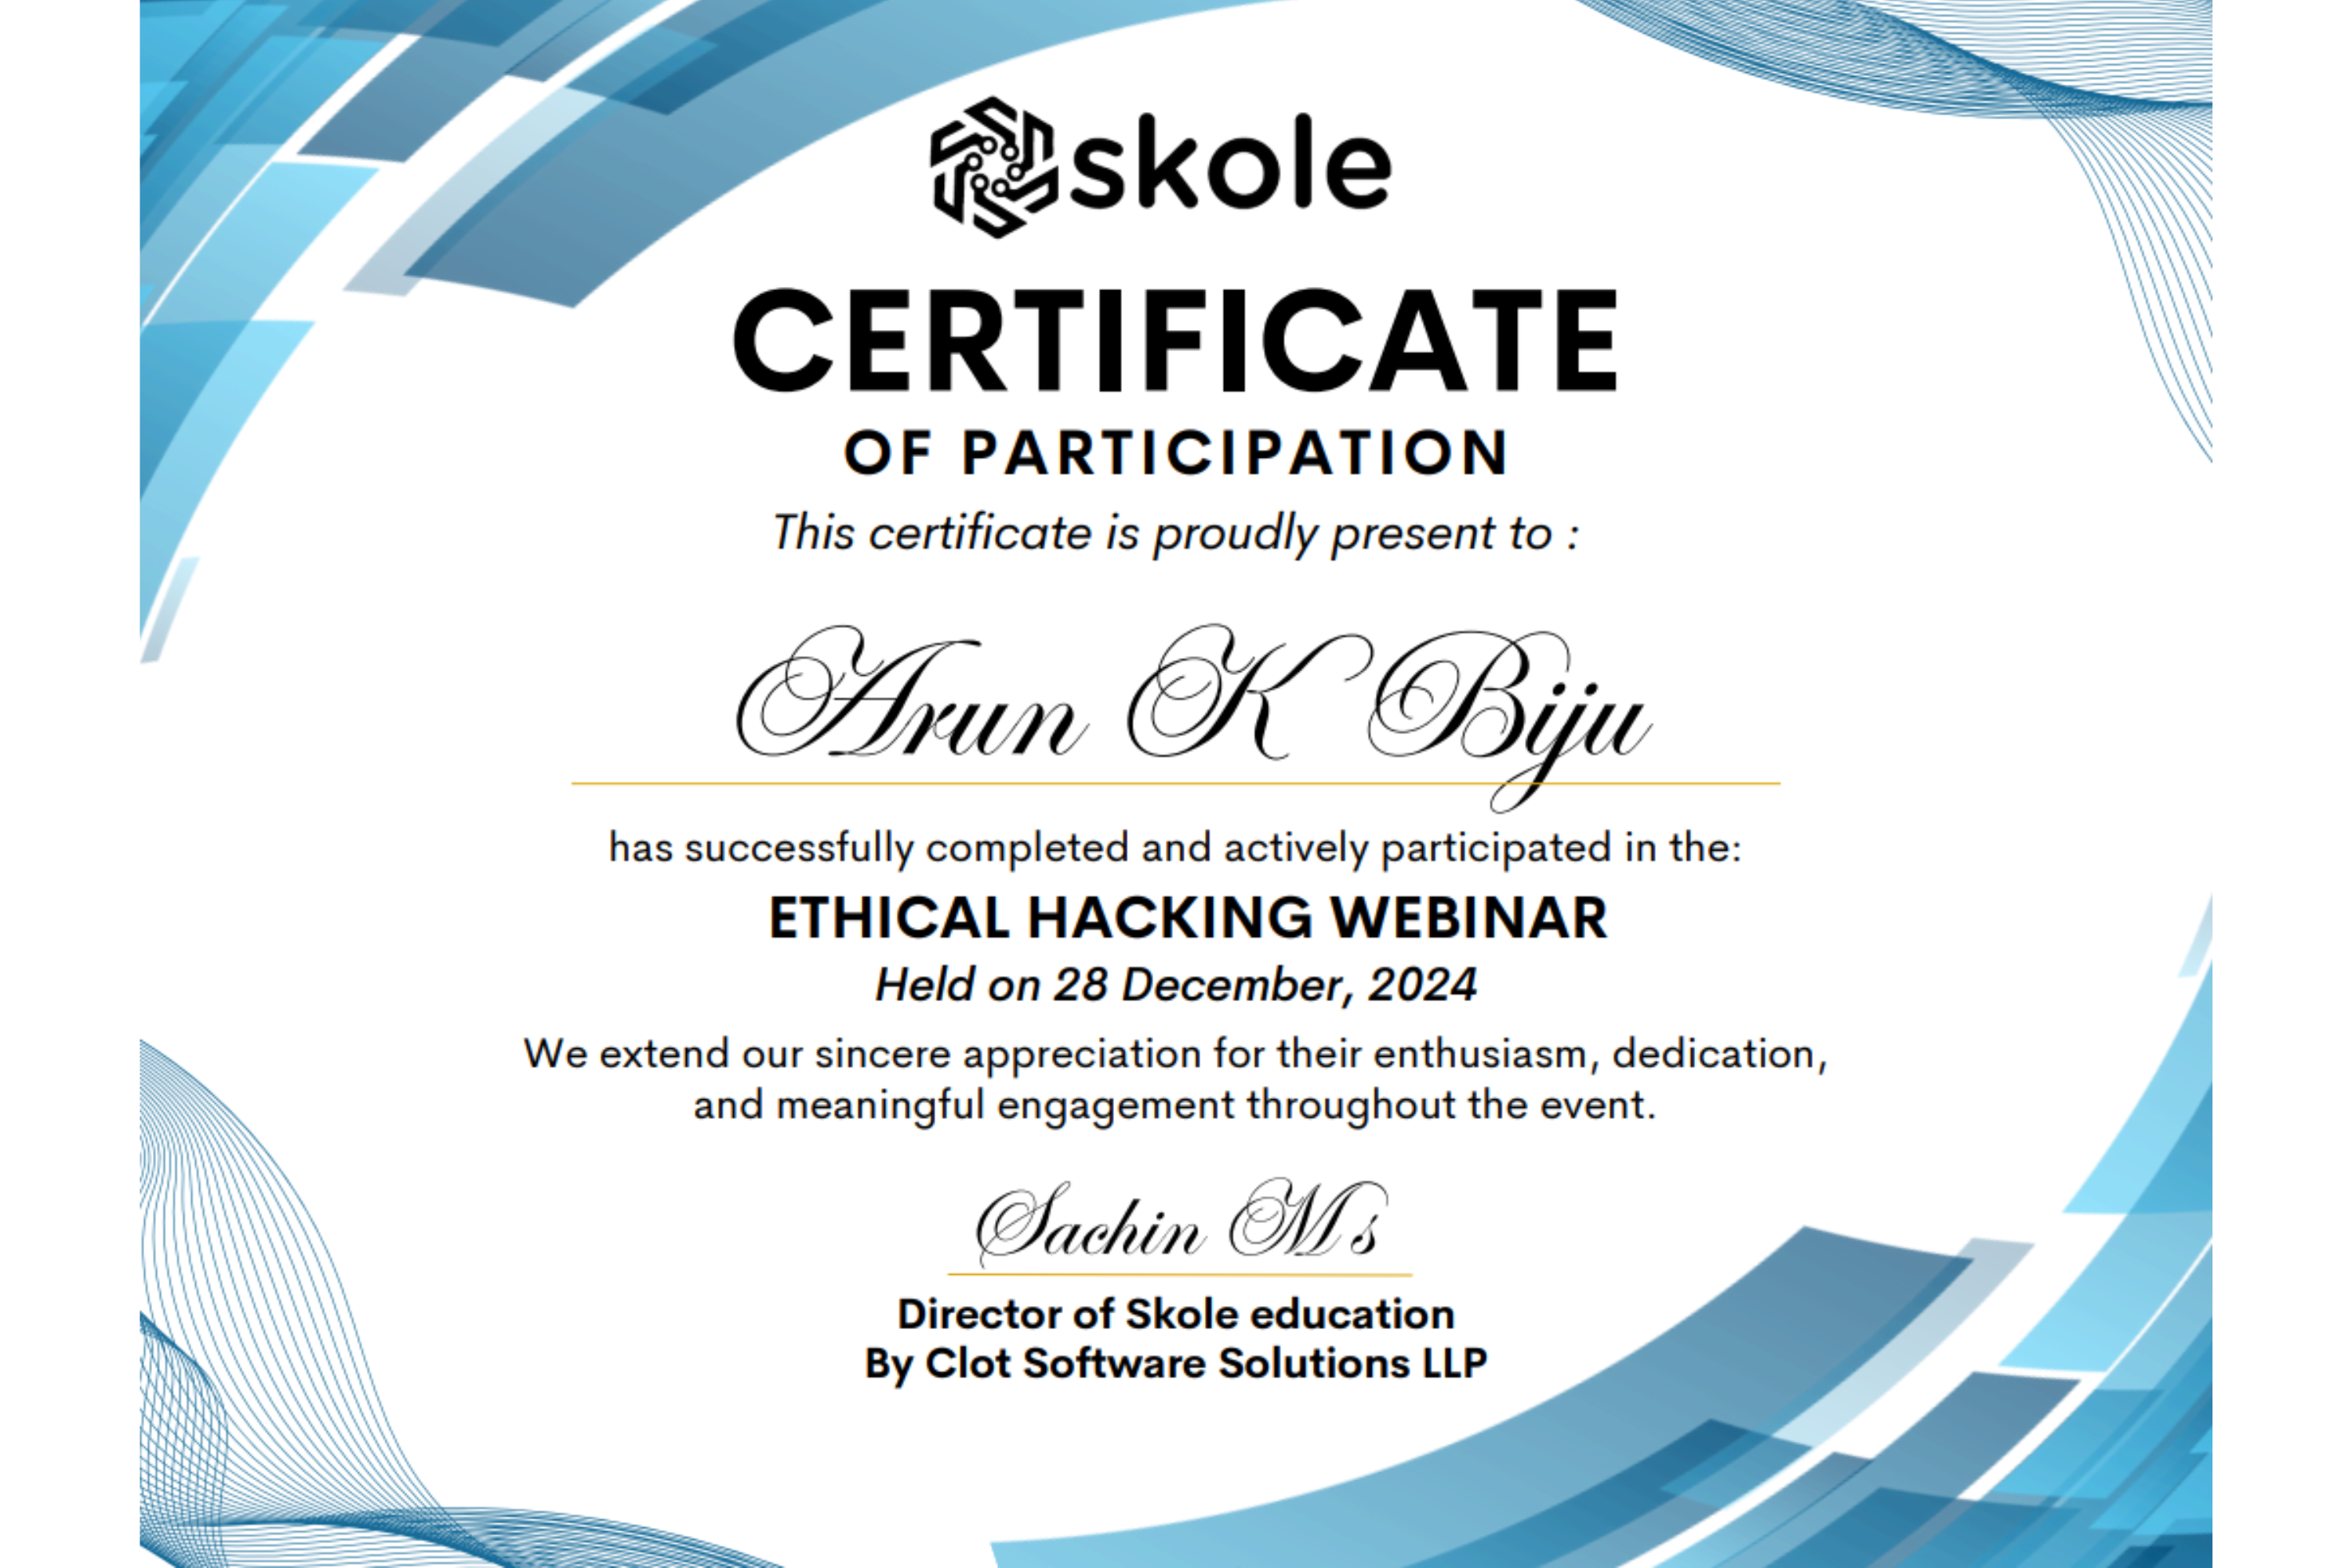 skole
CERTIFICATE
OF PARTICIPATION
This certificate is proudly present to :
Arun K Biju
has successfully completed and actively participated in the:
ETHICAL HACKING WEBINAR
Held on 28 December, 2024
We extend our sincere appreciation for their enthusiasm, dedication,
and meaningful engagement throughout the event.
Sachin M s
Director of Skole education
By Clot Software Solutions LLP